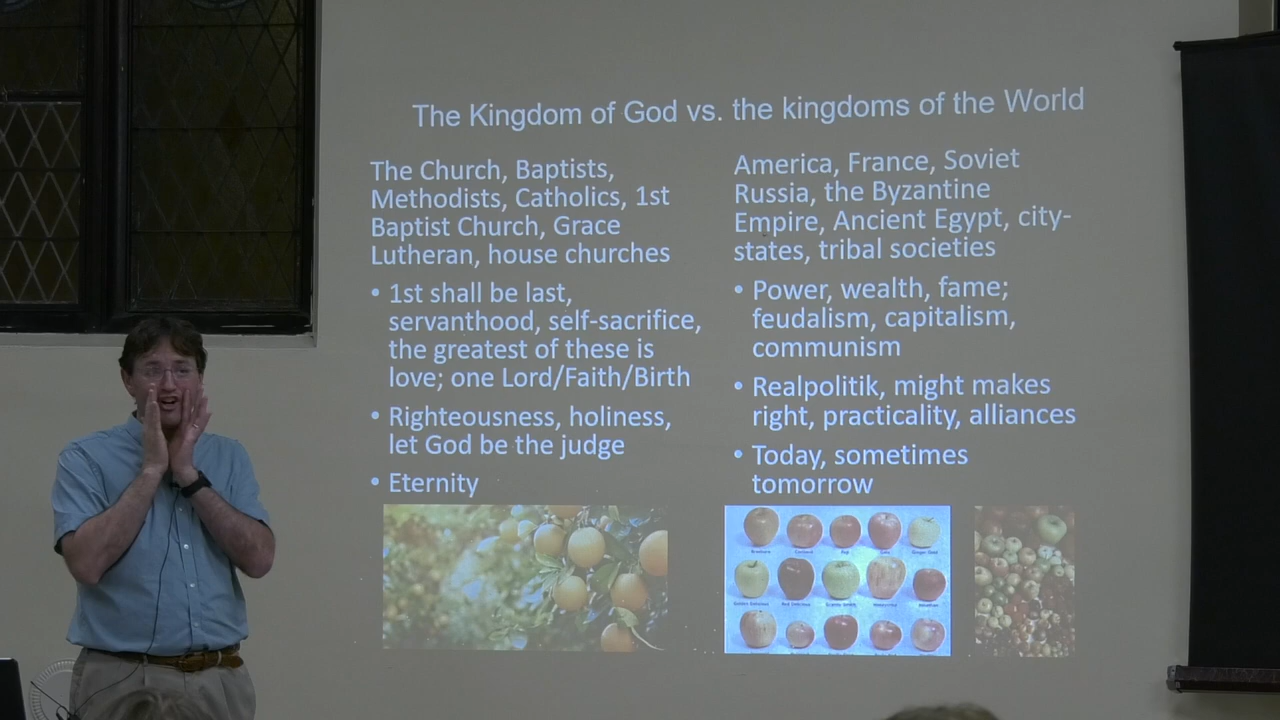 The Kingdom of God vs. the kingdoms of the World
The Church, Baptists,
Methodists, Catholics, 1st
Baptist Church, Grace
Lutheran, house churches
• 1st shall be last,
servanthood, self-sacrifice,
the greatest of these is
love; one Lord/Faith/Birth
• Righteousness, holiness,
let God be the judge
• Eternity
America, France, Soviet
Russia, the Byzantine
Empire, Ancient Egypt, city-
states, tribal societies
• Power, wealth, fame;
feudalism, capitalism,
communism
• Realpolitik, might makes
right, practicality, alliances
• Today, sometimes
tomorrow